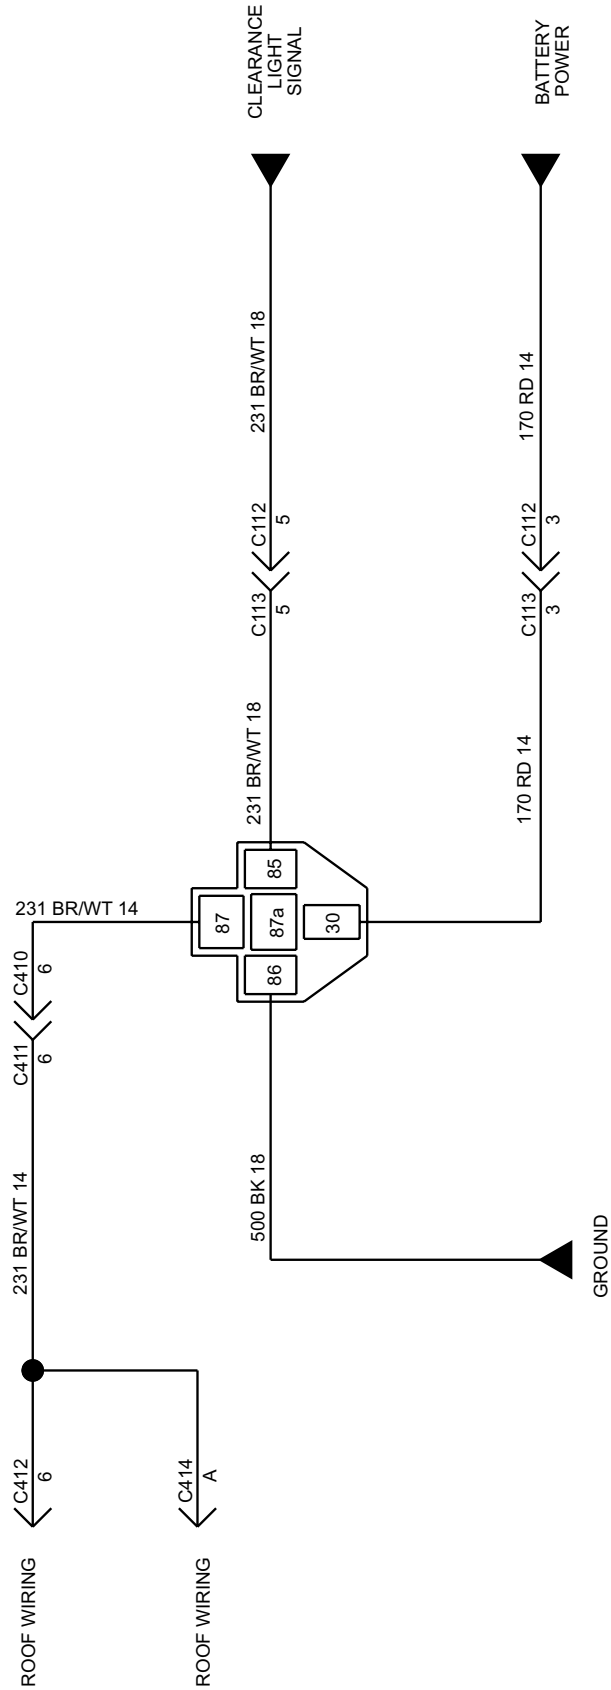 CLEARANCE
LIGHT
SIGNAL
BATTERY
POWER
231 BR/WT 18
170 RD 14
C112
5
C112
3
C113
5
C113
3
231 BR/WT 18
170 RD 14
231 BR/WT 14
87
87a
85
86
30
C410
6
C411
6
231 BR/WT 14
500 BK 18
GROUND
C412
6
C414
A
ROOF WIRING
ROOF WIRING